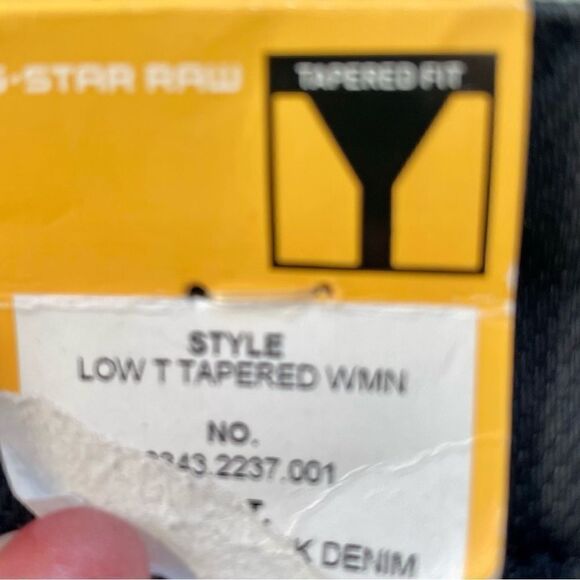 G-STAR RAW
TAPERED FIT
STYLE
LOW T TAPERED WMN
NO.
343.2237.001
T.
K DENIM